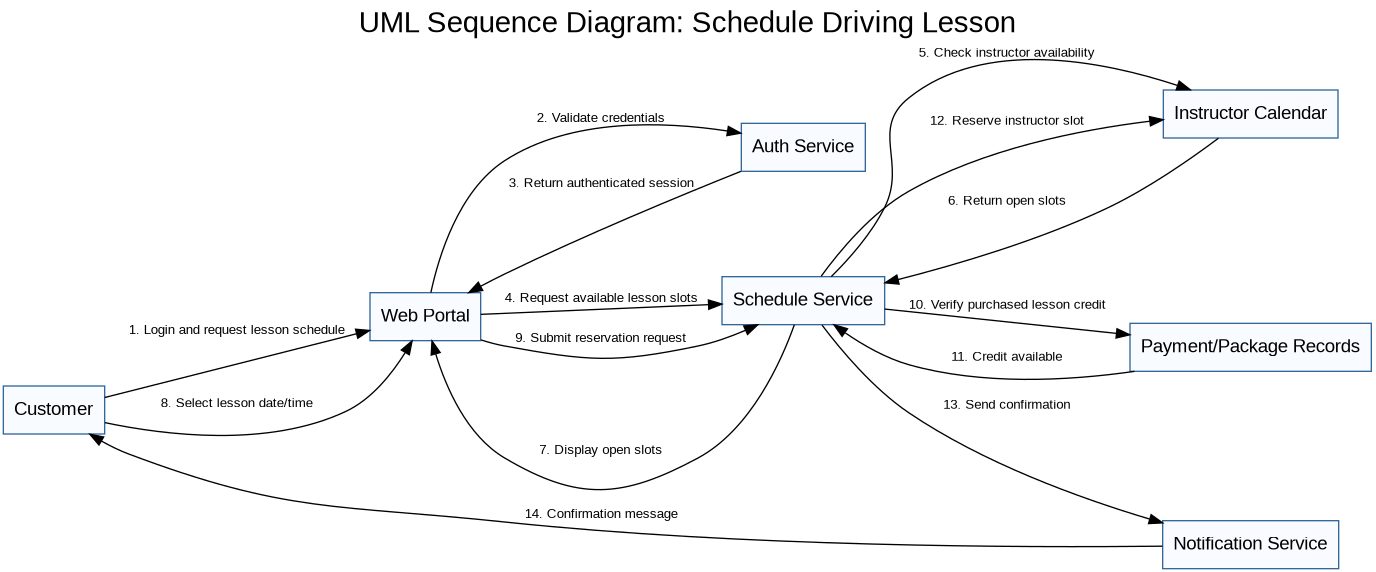 UML Sequence Diagram: Schedule Driving Lesson
5. Check instructor availability
Instructor Calendar
12. Reserve instructor slot
2. Validate credentials
Auth Service
3. Return authenticated session
6. Return open slots
Schedule Service
4. Request available lesson slots
10. Verify purchased lesson credit
Web Portal
1. Login and request lesson schedule
9. Submit reservation request
Payment/Package Records
11. Credit available
Customer
8. Select lesson date/time
13. Send confirmation
7. Display open slots
14. Confirmation message
Notification Service